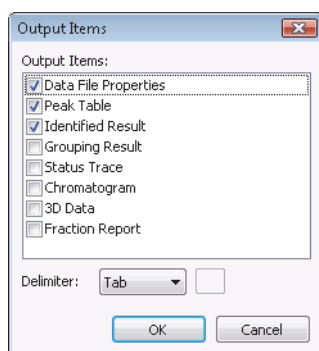 Output Items
Output Items:
Data File Properties
Peak Table
Identified Result
Grouping Result
Status Trace
Chromatogram
3D Data
Fraction Report
Delimiter: Tab
OK Cancel